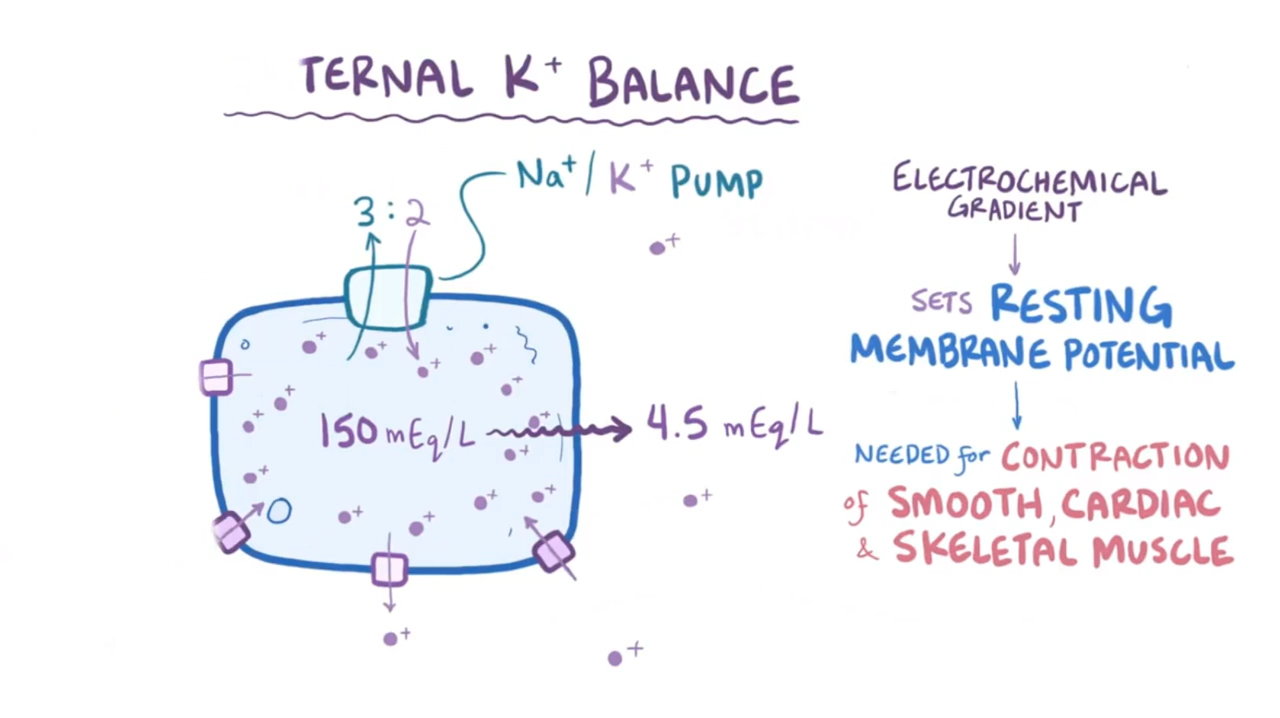 TERNAL K+ BALANCE
Na+/K+ PUMP
3:2
150 mEq/L
4.5 mEq/L
ELECTROCHEMICAL
GRADIENT
SETS RESTING
MEMBRANE POTENTIAL
NEEDED for CONTRACTION
of SMOOTH, CARDIAC
& SKELETAL MUSCLE